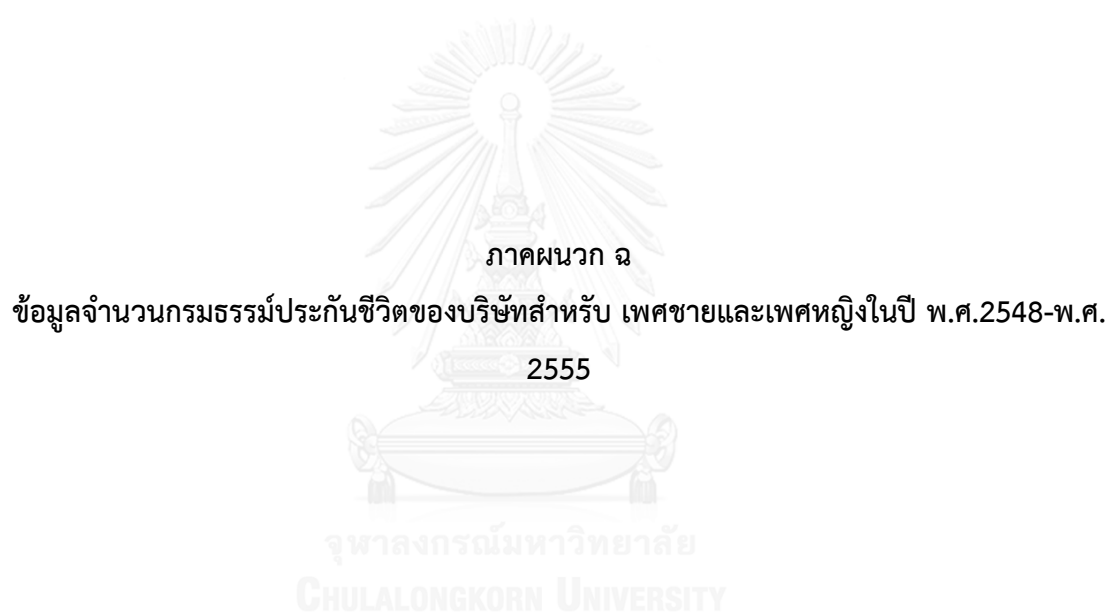 ภาคผนวก ฉ
ข้อมูลจำนวนกรมธรรม์ประกันชีวิตของบริษัทสำหรับ เพศชายและเพศหญิงในปี พ.ศ.2548-พ.ศ.
2555
จุฬาลงกรณ์มหาวิทยาลัย
CHULALONGKORN UNIVERSITY